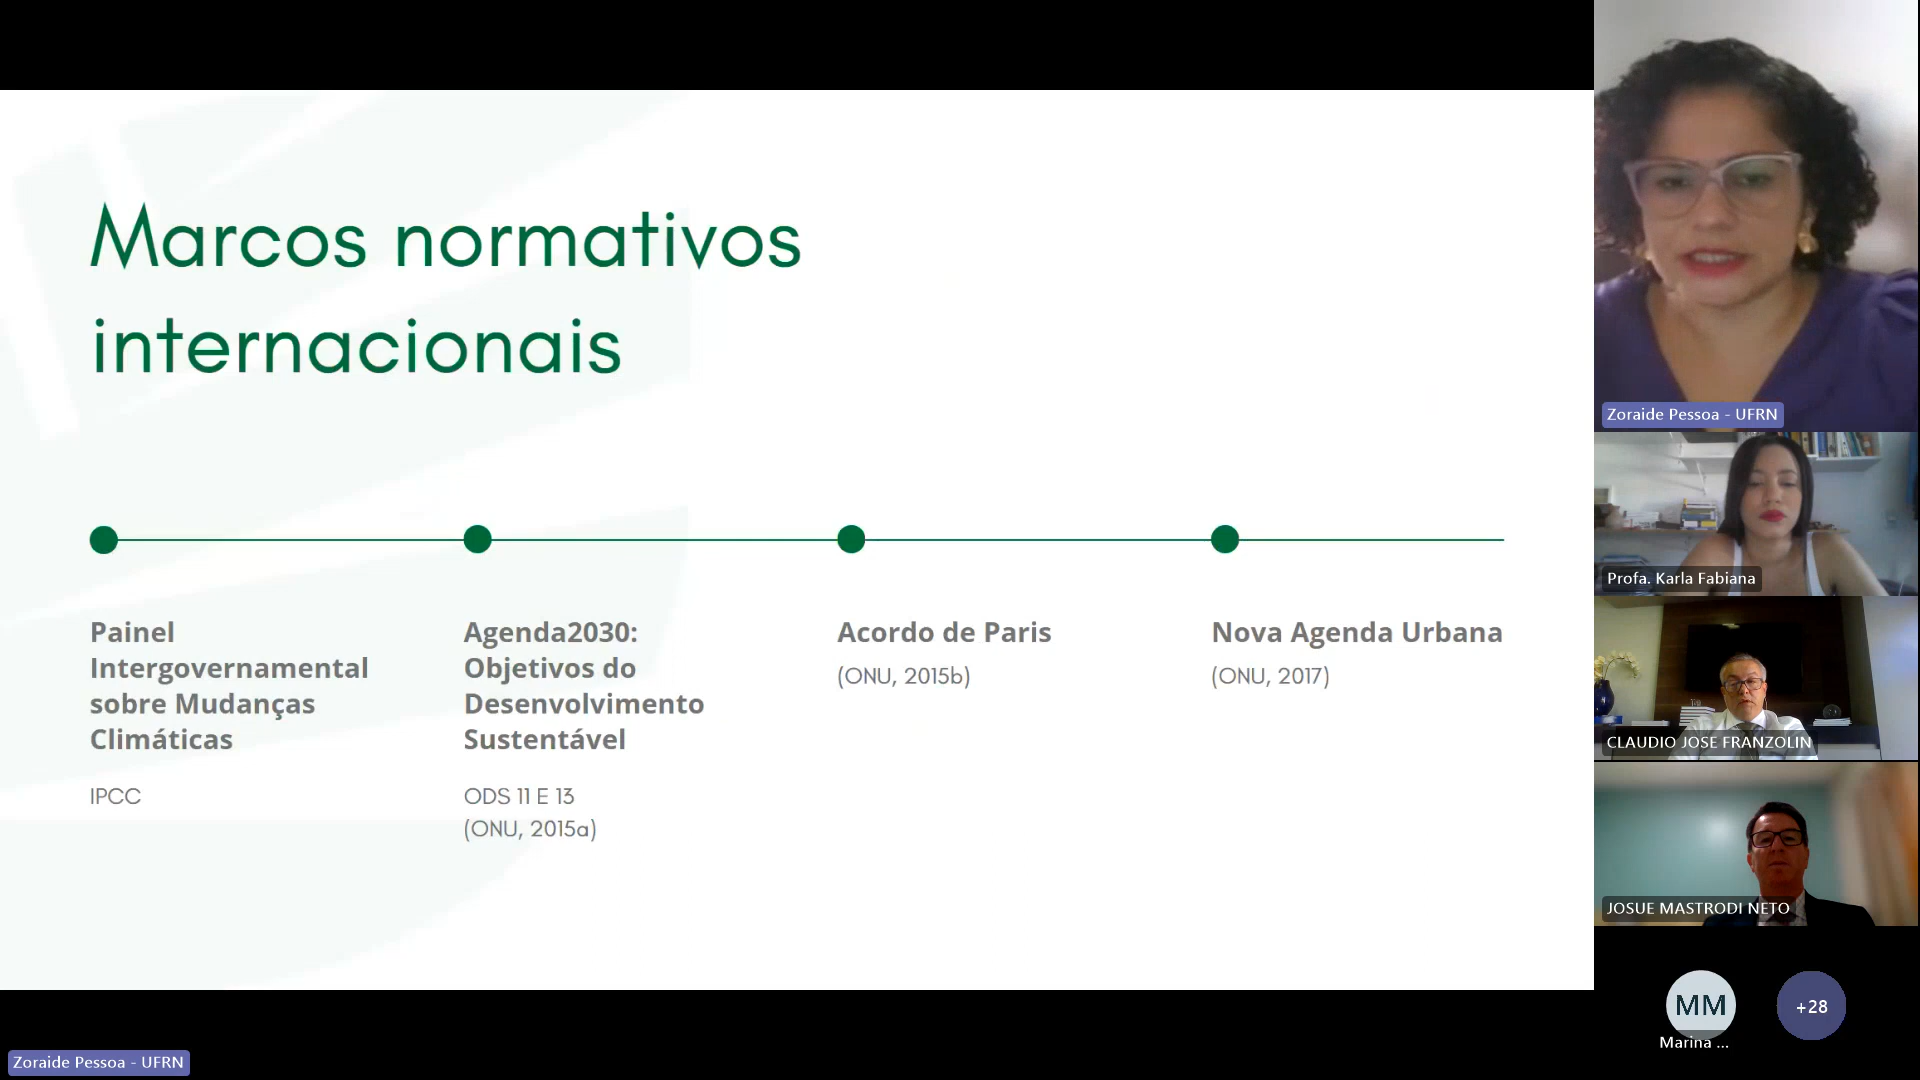 Marcos normativos
internacionais
Painel
Intergovernamental
sobre Mudanças
Climáticas
IPCC
Agenda2030:
Objetivos do
Desenvolvimento
Sustentável
ODS 11 E 13
(ONU, 2015a)
Acordo de Paris
(ONU, 2015b)
Nova Agenda Urbana
(ONU, 2017)
Zoraide Pessoa - UFRN
Profa. Karla Fabiana
CLAUDIO JOSE FRANZOLIN
JOSUE MASTRODI NETO
MM
Marina ...
+28
Zoraide Pessoa - UFRN